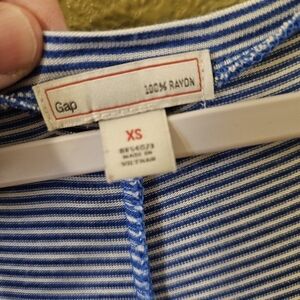 Gap
100% RAYON
XS
MADE IN
VIETNAM